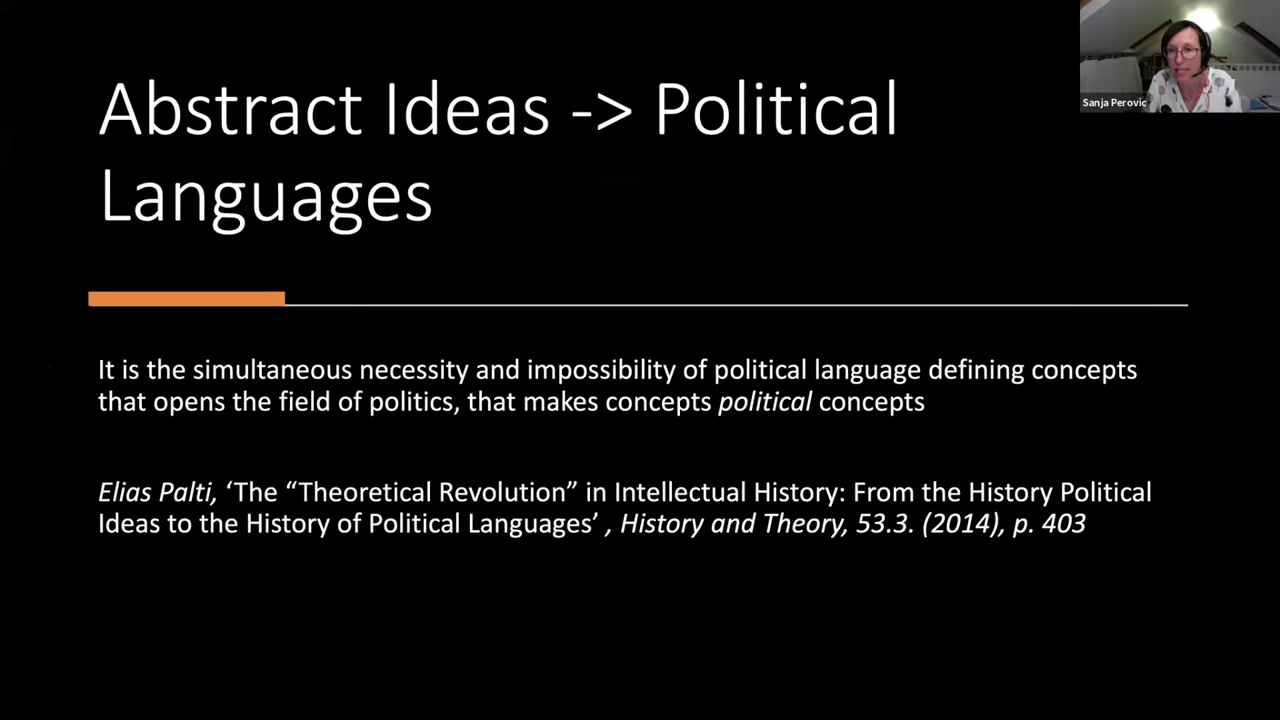 Abstract Ideas -> Political
Languages
Sanja Perovic
It is the simultaneous necessity and impossibility of political language defining concepts
that opens the field of politics, that makes concepts political concepts
Elias Palti, ‘The “Theoretical Revolution” in Intellectual History: From the History Political
Ideas to the History of Political Languages’ , History and Theory, 53.3. (2014), p. 403